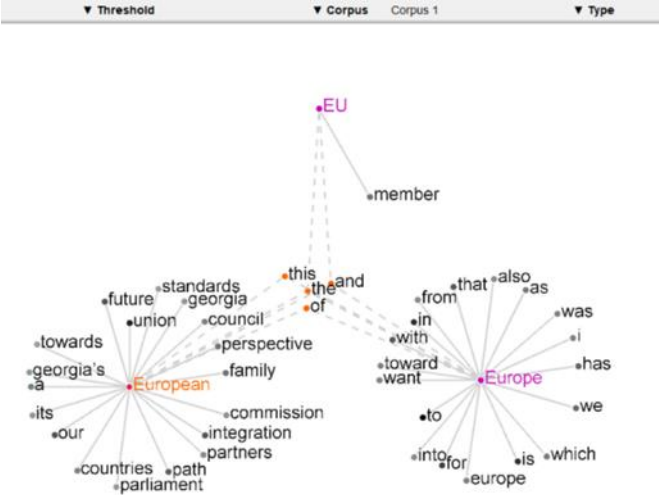 ▼ Threshold ▼ Corpus Corpus 1 ▼ Type
EU
member
this
the
and
of
standards
future
georgia
union
council
towards
perspective
georgia's
family
a
European
its
commission
our
integration
partners
countries
path
parliament
also
that
as
from
in
was
with
i
toward
has
want
Europe
we
to
into
for
is
which
europe